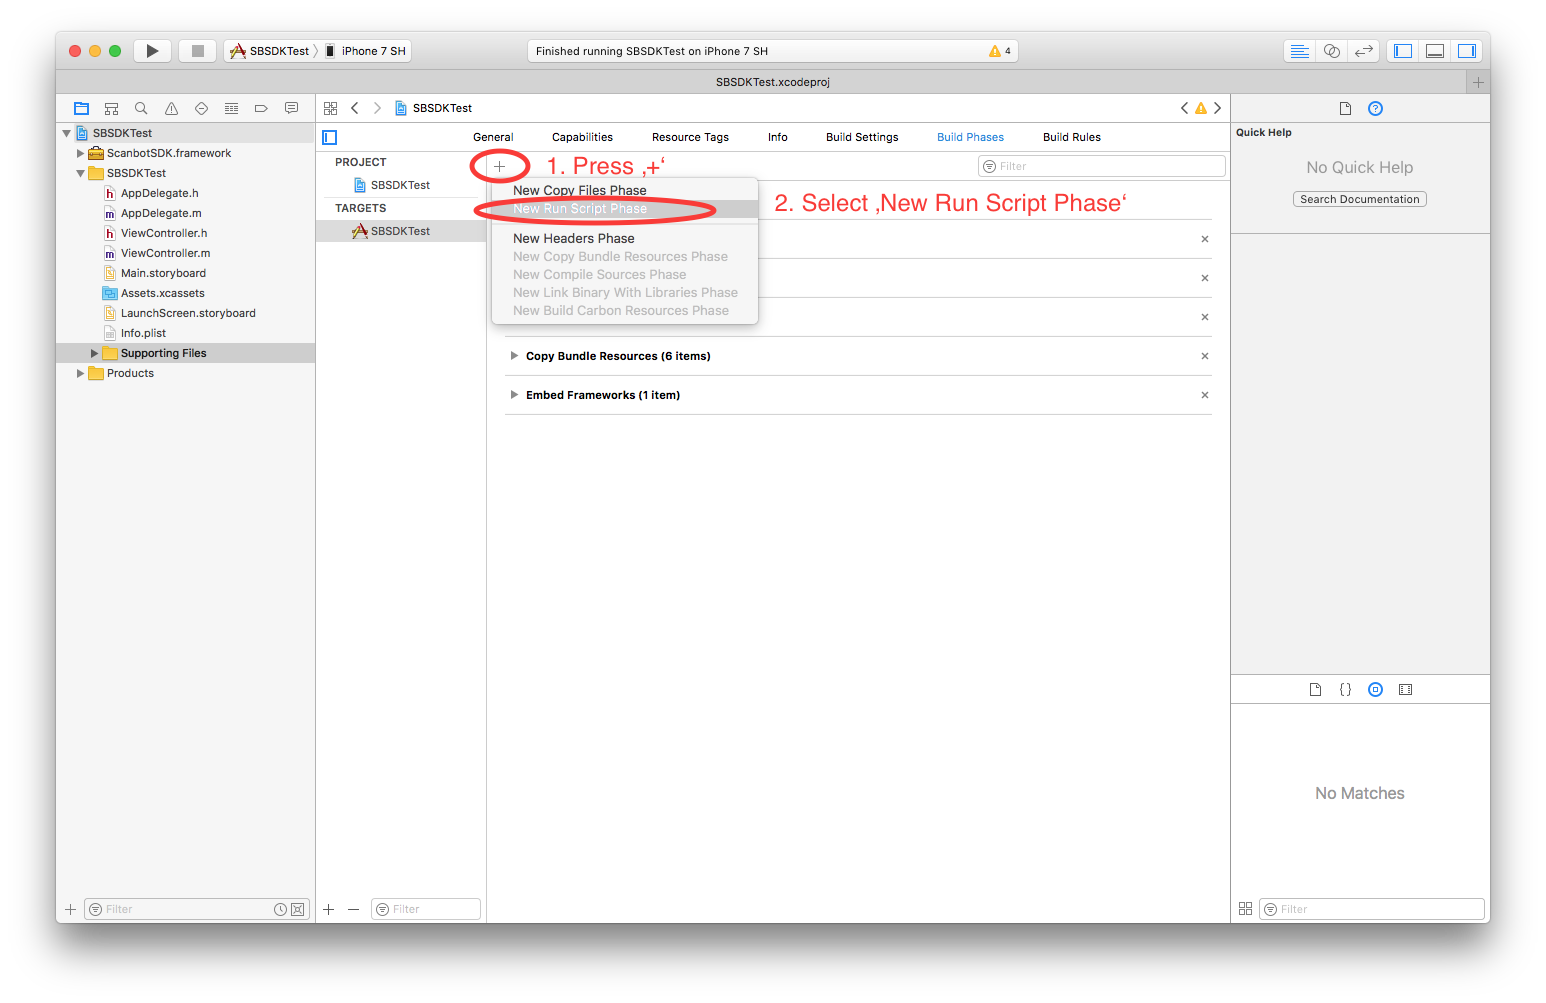 SBSDKTest
iPhone 7 SH
Finished running SBSDKTest on iPhone 7 SH
4
SBSDKTest.xcodeproj
SBSDKTest
ScanbotSDK.framework
SBSDKTest
h AppDelegate.h
m AppDelegate.m
h ViewController.h
m ViewController.m
Main.storyboard
Assets.xcassets
LaunchScreen.storyboard
Info.plist
Supporting Files
Products
Filter
SBSDKTest
General Capabilities Resource Tags Info Build Settings Build Phases Build Rules
PROJECT
SBSDKTest
TARGETS
SBSDKTest
Filter
+ 1. Press ‚+‘
Filter
New Copy Files Phase
New Run Script Phase
2. Select ‚New Run Script Phase‘
New Headers Phase
New Copy Bundle Resources Phase
New Compile Sources Phase
New Link Binary With Libraries Phase
New Build Carbon Resources Phase
Copy Bundle Resources (6 items)
Embed Frameworks (1 item)
Quick Help
No Quick Help
Search Documentation
{}
No Matches
Filter